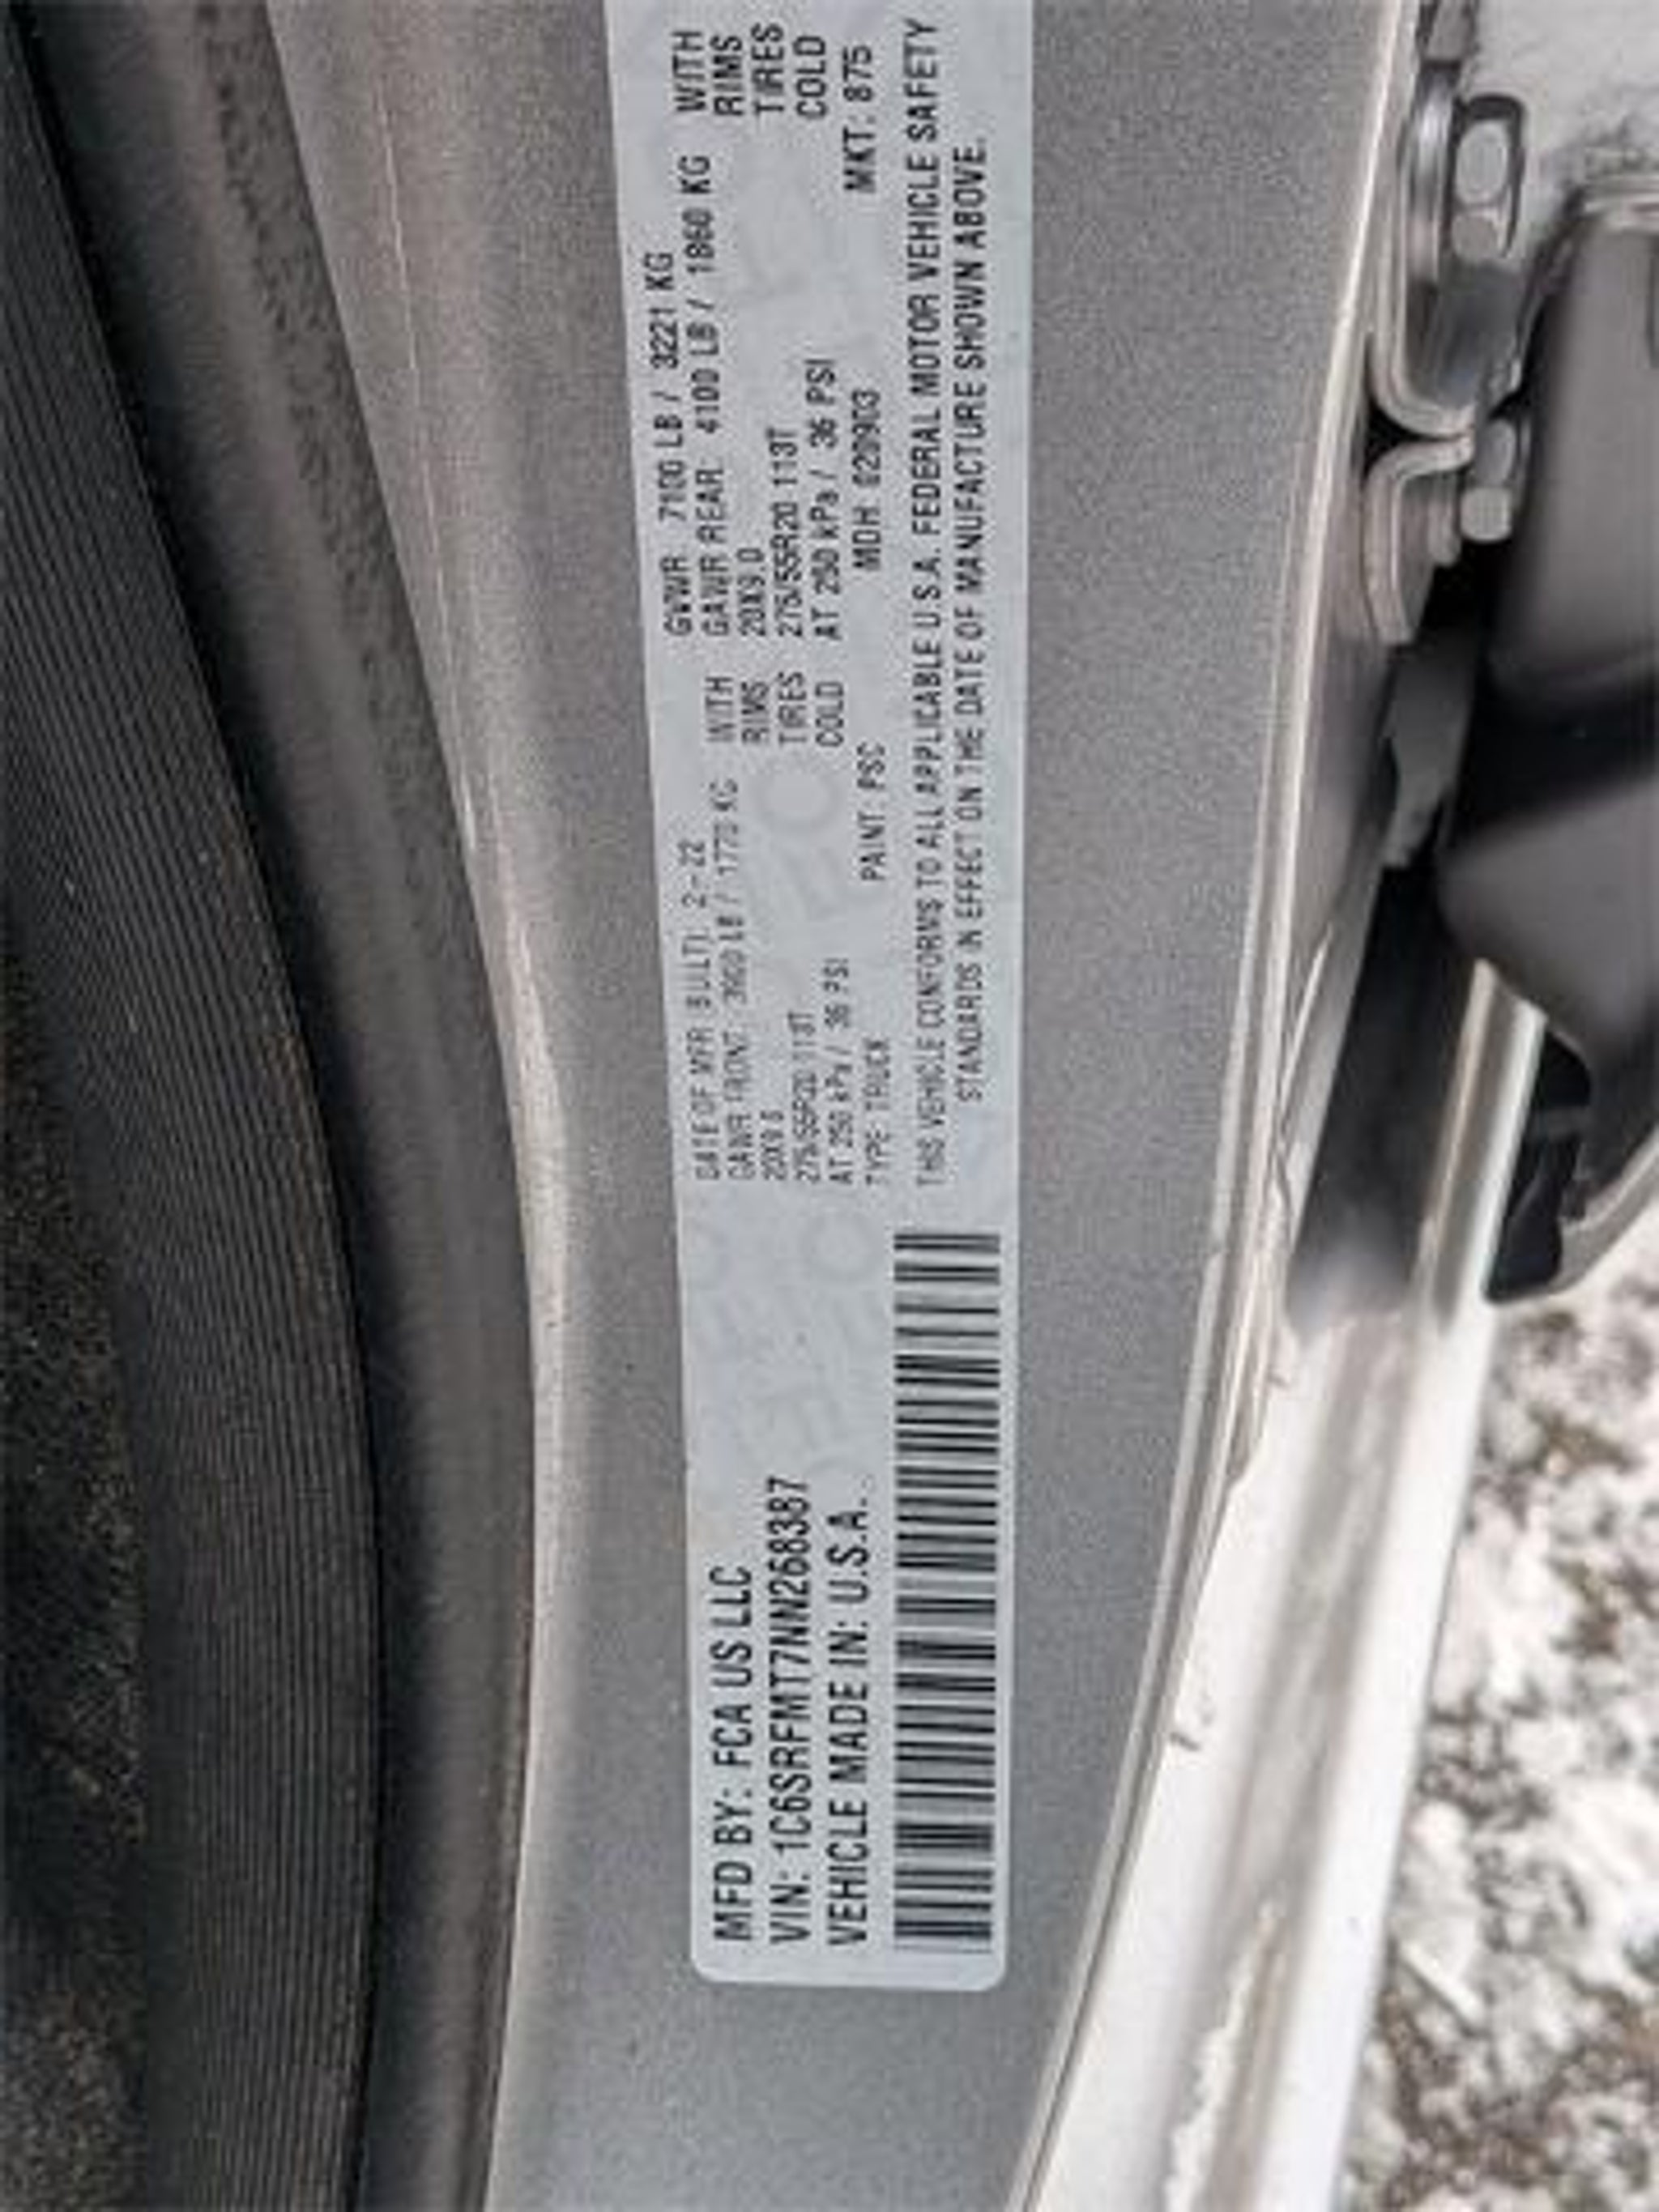 MFD BY: FCA US LLC
VIN: 1C6SRFMT7NN268387
VEHICLE MADE IN: U.S.A.
DATE OF MFR BULT): 2-22
GAWR FRONT: 3900 LB / 1770 KG WITH
20X9.0 RIMS
275/55R20 113T TIRES
AT 250 kPa / 36 PSI COLD
TYPE: TRUCK PAINT: PSC
GVWR 7100 LB / 3221 KG
GAWR REAR: 4100 LB / 1860 KG WITH
20X9.0 RIMS
275/55R20 113T TIRES
AT 250 kPa / 36 PSI COLD
MDH: 020903 MKT: 875
THIS VEHICLE CONFORMS TO ALL APPLICABLE U.S.A. FEDERAL MOTOR VEHICLE SAFETY
STANDARDS IN EFFECT ON THE DATE OF MANUFACTURE SHOWN ABOVE.